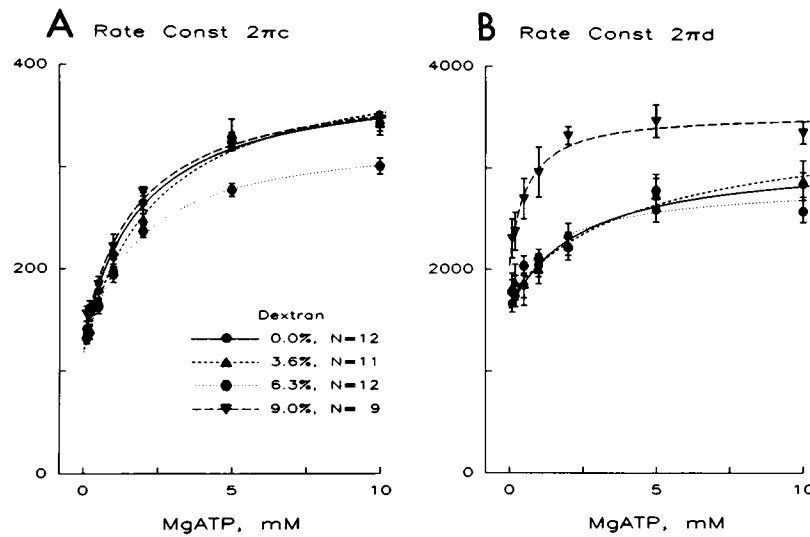 A Rate Const 2πc
400
200
0
0 5 10
MgATP, mM
Dextran
0.0%, N=12
3.6%, N=11
6.3%, N=12
9.0%, N= 9
B Rate Const 2πd
4000
2000
0
0 5 10
MgATP, mM